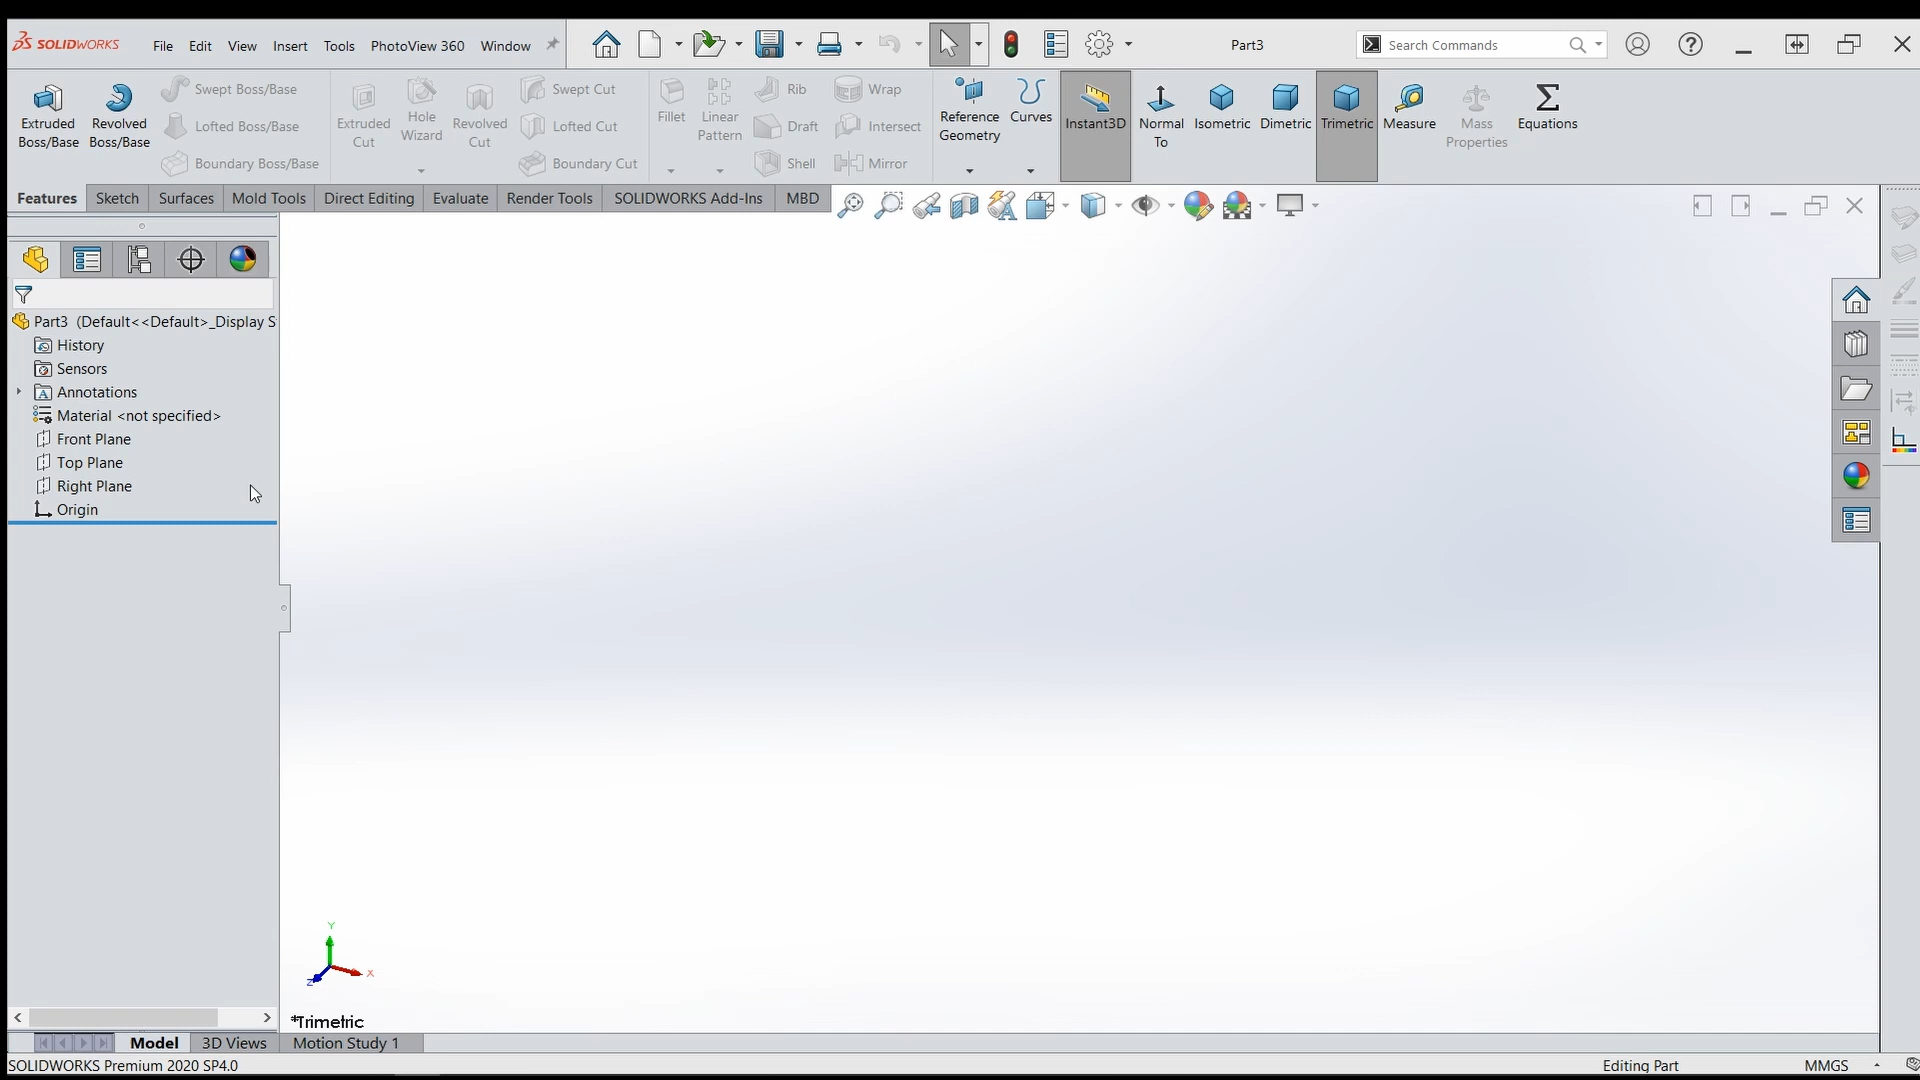 SOLIDWORKS File Edit View Insert Tools PhotoView 360 Window Part3 Search Commands
Extruded Boss/Base
Revolved Boss/Base
Swept Boss/Base
Lofted Boss/Base
Boundary Boss/Base
Extruded Cut
Hole Wizard
Revolved Cut
Swept Cut
Lofted Cut
Boundary Cut
Fillet
Linear Pattern
Rib
Draft
Shell
Wrap
Intersect
Mirror
Reference Geometry
Curves
Instant3D
Normal To
Isometric
Dimetric
Trimetric
Measure
Mass Properties
Equations
Features Sketch Surfaces Mold Tools Direct Editing Evaluate Render Tools SOLIDWORKS Add-Ins MBD
Part3 (Default<<Default>_Display S
History
Sensors
Annotations
Material <not specified>
Front Plane
Top Plane
Right Plane
Origin
Y
X
Z
*Trimetric
Model 3D Views Motion Study 1
SOLIDWORKS Premium 2020 SP4.0 Editing Part MMGS